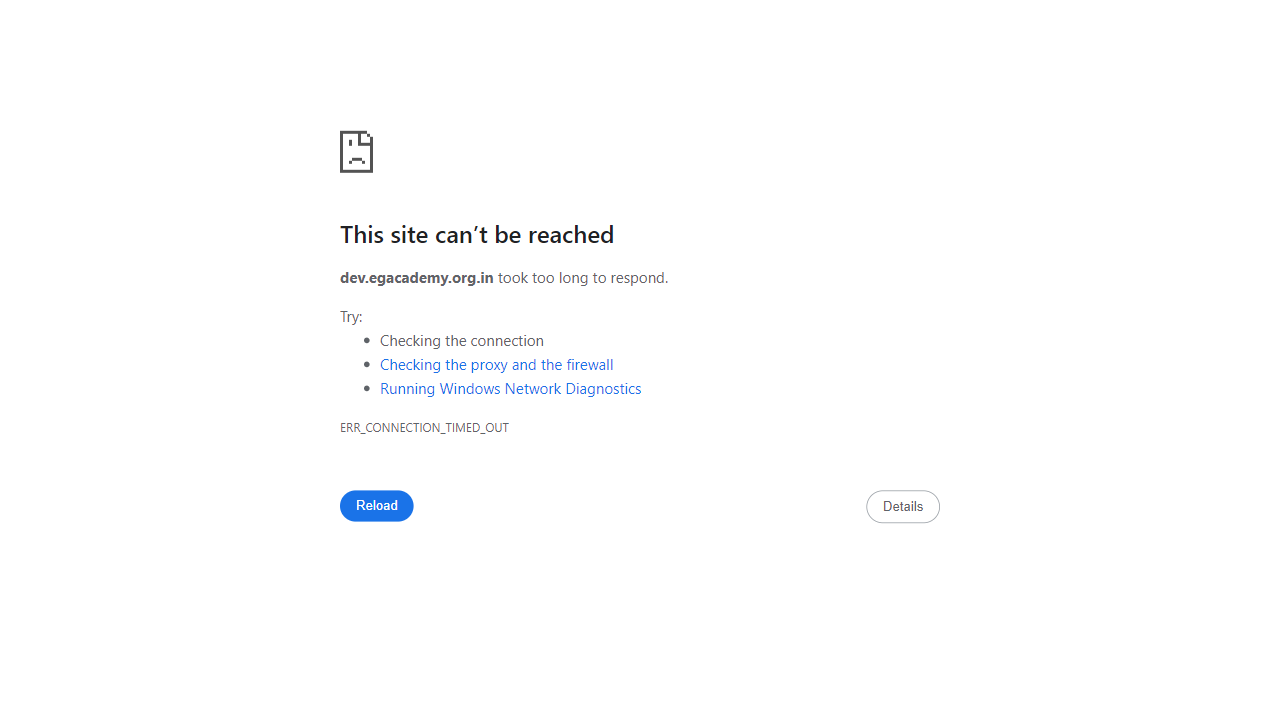 This site can’t be reached
dev.egacademy.org.in took too long to respond.
Try:
Checking the connection
Checking the proxy and the firewall
Running Windows Network Diagnostics
ERR_CONNECTION_TIMED_OUT
Reload
Details